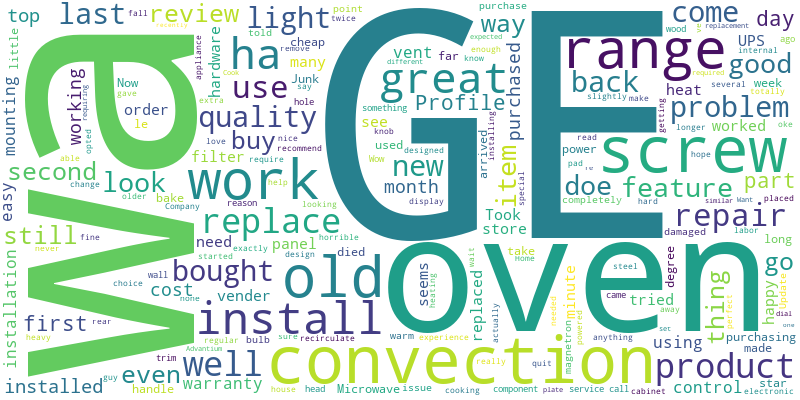 top last review light way come day
fall recently told cheap point twice purchase
GE
range
wa
ha
great
little hardware appliance many vent far enough know wood UPS internal ago
expected replacement remove different
mounting Now working use Junk say Profile back good
gave requiring Cook
quality see something heat several week
order extra hole slightly make totally
opted le buy love nice recommend knob used designed purchased
problem
arrived installing read longer worked oke
screw
second filter require new Wow item power getting hope
easy able look work month doe feature part
change bake reason help display special pad completely hard
older Company looking replace Took store repair similar Want placed
still need panel horrible damaged labor long
never fine started exactly design died old oven
installation choice wall cost none bought seems replaced take Home wait degree steel go
vender heating minute tried came away thing happy update dial
first rear install actually needed set perfect one
heavy trim regular bulb sure recirculate warm experience magnetron powered anything using purchasing made
Advantium
installed even well convection product
guy handle warranty house head Microwave issue really cooking quit component plate service call cabinet control star electronic